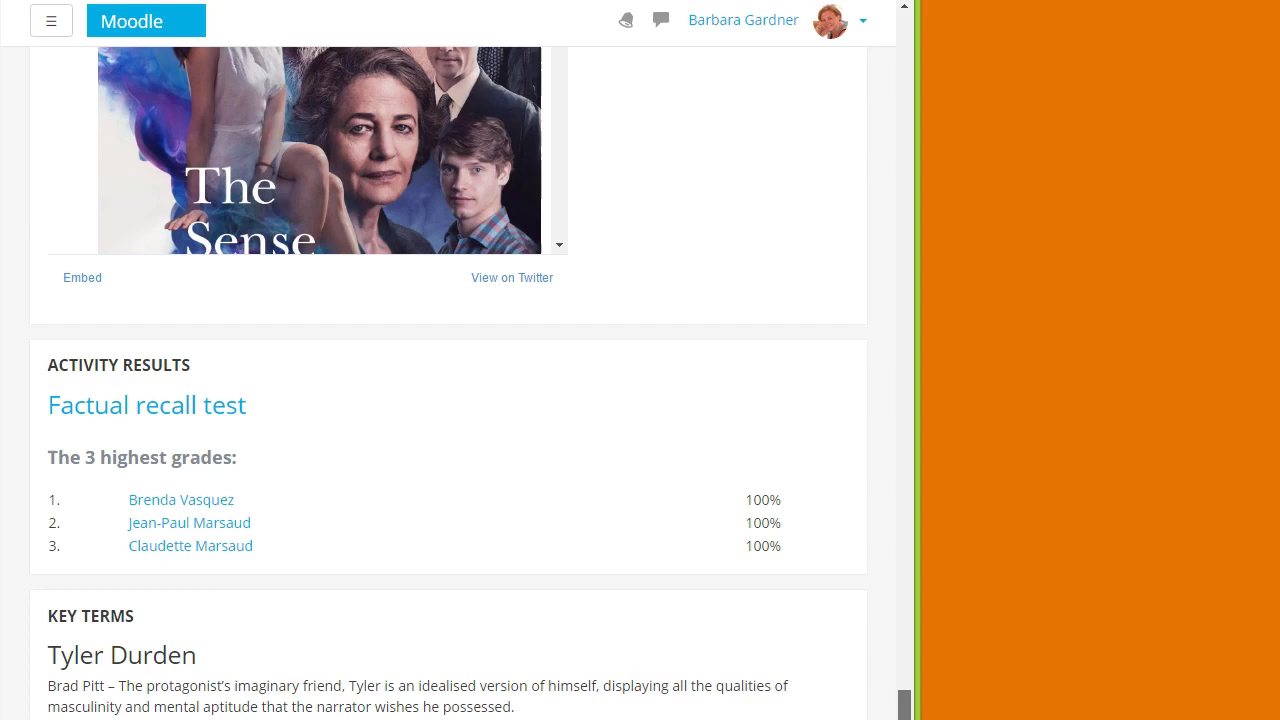 ☰ Moodle Barbara Gardner
The
Sense
Embed View on Twitter
ACTIVITY RESULTS
Factual recall test
The 3 highest grades:
1. Brenda Vasquez 100%
2. Jean-Paul Marsaud 100%
3. Claudette Marsaud 100%
KEY TERMS
Tyler Durden
Brad Pitt – The protagonist’s imaginary friend, Tyler is an idealised version of himself, displaying all the qualities of
masculinity and mental aptitude that the narrator wishes he possessed.